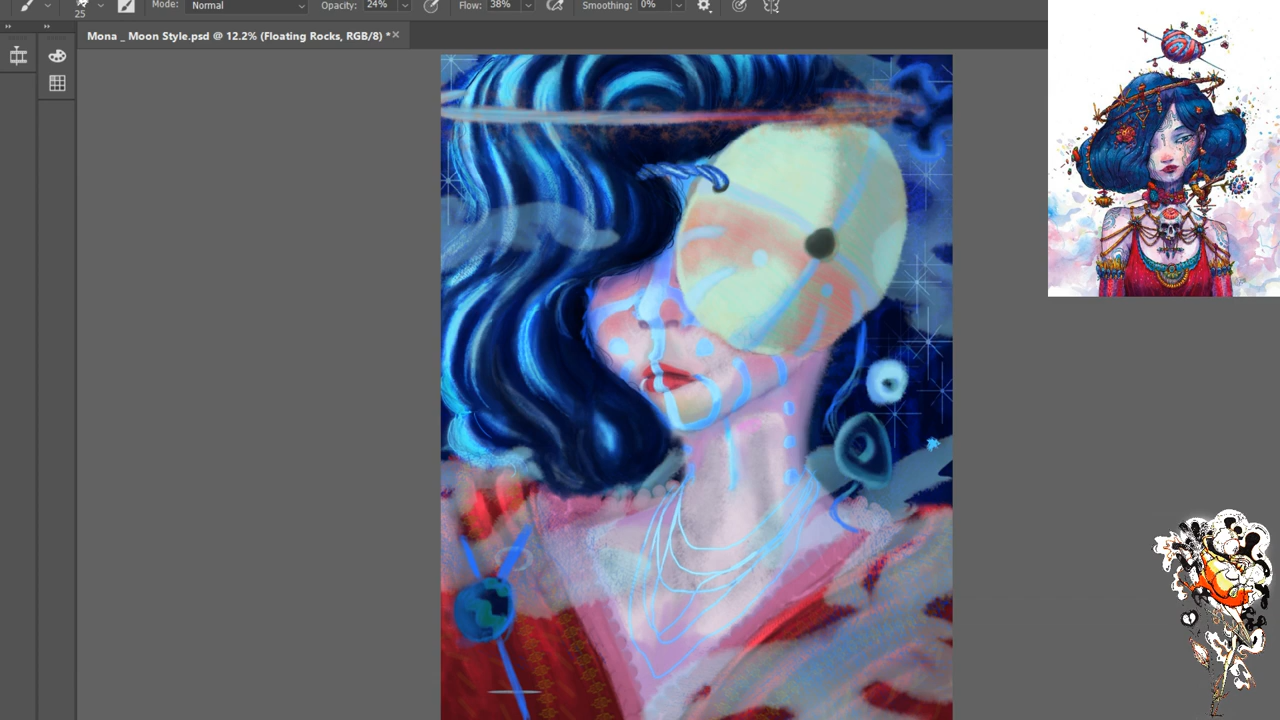 Mode: Normal Opacity: 24% Flow: 38% Smoothing: 0%
25
Mona _ Moon Style.psd @ 12.2% (Floating Rocks, RGB/8) *